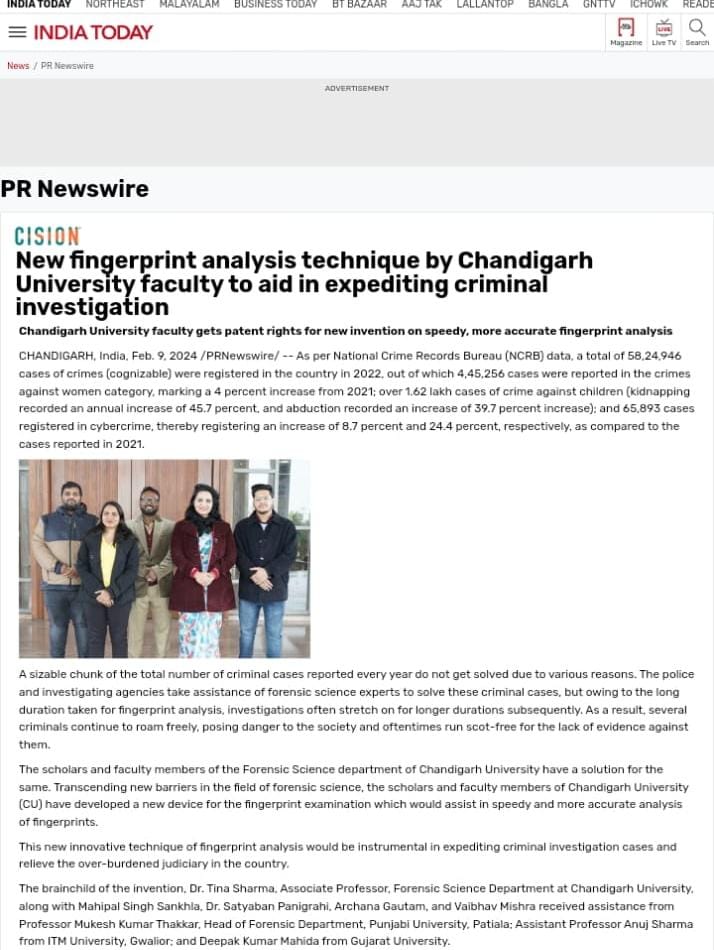 INDIA TODAY NORTHEAST MALAYALAM BUSINESS TODAY BT BAZAAR AAJ TAK LALLANTOP BANGLA GNTTV ICHOWK READE
INDIA TODAY
LIVE
Magazine Live TV Search
News / PR Newswire
ADVERTISEMENT
PR Newswire
CISION
New fingerprint analysis technique by Chandigarh
University faculty to aid in expediting criminal
investigation
Chandigarh University faculty gets patent rights for new invention on speedy, more accurate fingerprint analysis
CHANDIGARH, India, Feb. 9, 2024 /PRNewswire/ -- As per National Crime Records Bureau (NCRB) data, a total of 58,24,946
cases of crimes (cognizable) were registered in the country in 2022, out of which 4,45,256 cases were reported in the crimes
against women category, marking a 4 percent increase from 2021; over 1.62 lakh cases of crime against children (kidnapping
recorded an annual increase of 45.7 percent, and abduction recorded an increase of 39.7 percent increase); and 65,893 cases
registered in cybercrime, thereby registering an increase of 8.7 percent and 24.4 percent, respectively, as compared to the
cases reported in 2021.
A sizable chunk of the total number of criminal cases reported every year do not get solved due to various reasons. The police
and investigating agencies take assistance of forensic science experts to solve these criminal cases, but owing to the long
duration taken for fingerprint analysis, investigations often stretch on for longer durations subsequently. As a result, several
criminals continue to roam freely, posing danger to the society and oftentimes run scot-free for the lack of evidence against
them.
The scholars and faculty members of the Forensic Science department of Chandigarh University have a solution for the
same. Transcending new barriers in the field of forensic science, the scholars and faculty members of Chandigarh University
(CU) have developed a new device for the fingerprint examination which would assist in speedy and more accurate analysis
of fingerprints.
This new innovative technique of fingerprint analysis would be instrumental in expediting criminal investigation cases and
relieve the over-burdened judiciary in the country.
The brainchild of the invention, Dr. Tina Sharma, Associate Professor, Forensic Science Department at Chandigarh University,
along with Mahipal Singh Sankhla, Dr. Satyaban Panigrahi, Archana Gautam, and Vaibhav Mishra received assistance from
Professor Mukesh Kumar Thakkar, Head of Forensic Department, Punjabi University, Patiala; Assistant Professor Anuj Sharma
from ITM University, Gwalior; and Deepak Kumar Mahida from Gujarat University.